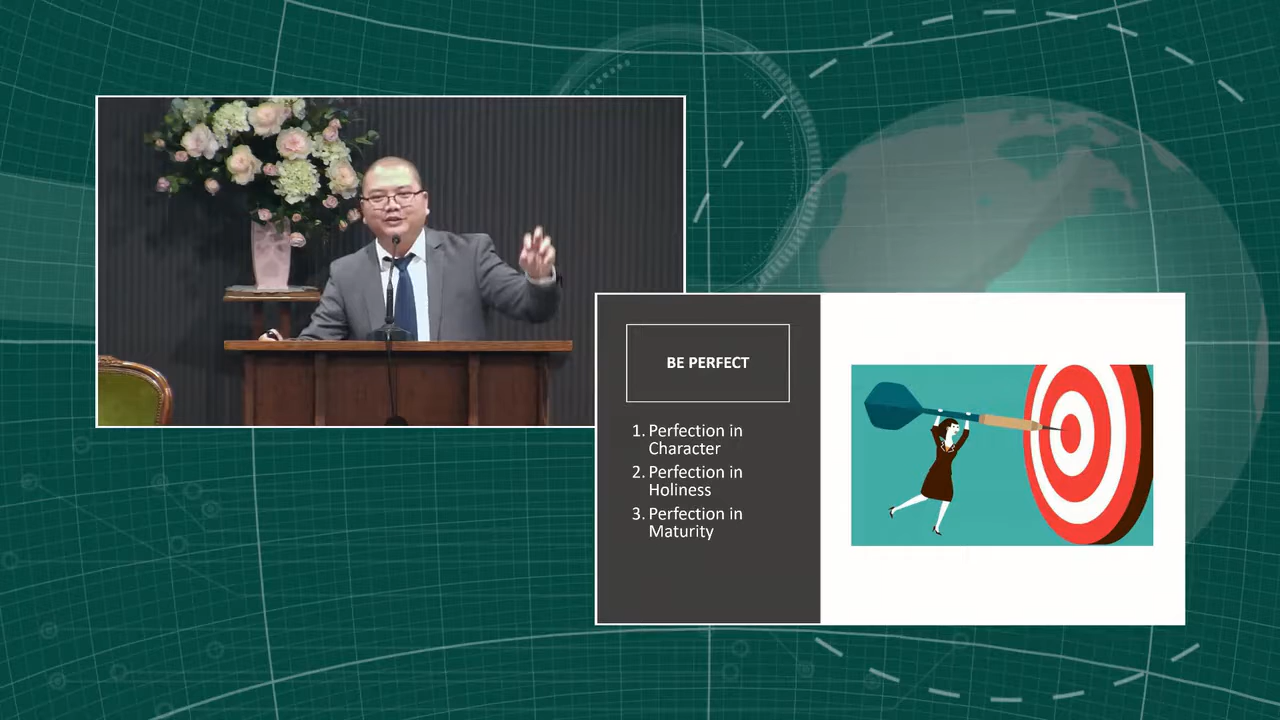 BE PERFECT
1. Perfection in
Character
2. Perfection in
Holiness
3. Perfection in
Maturity